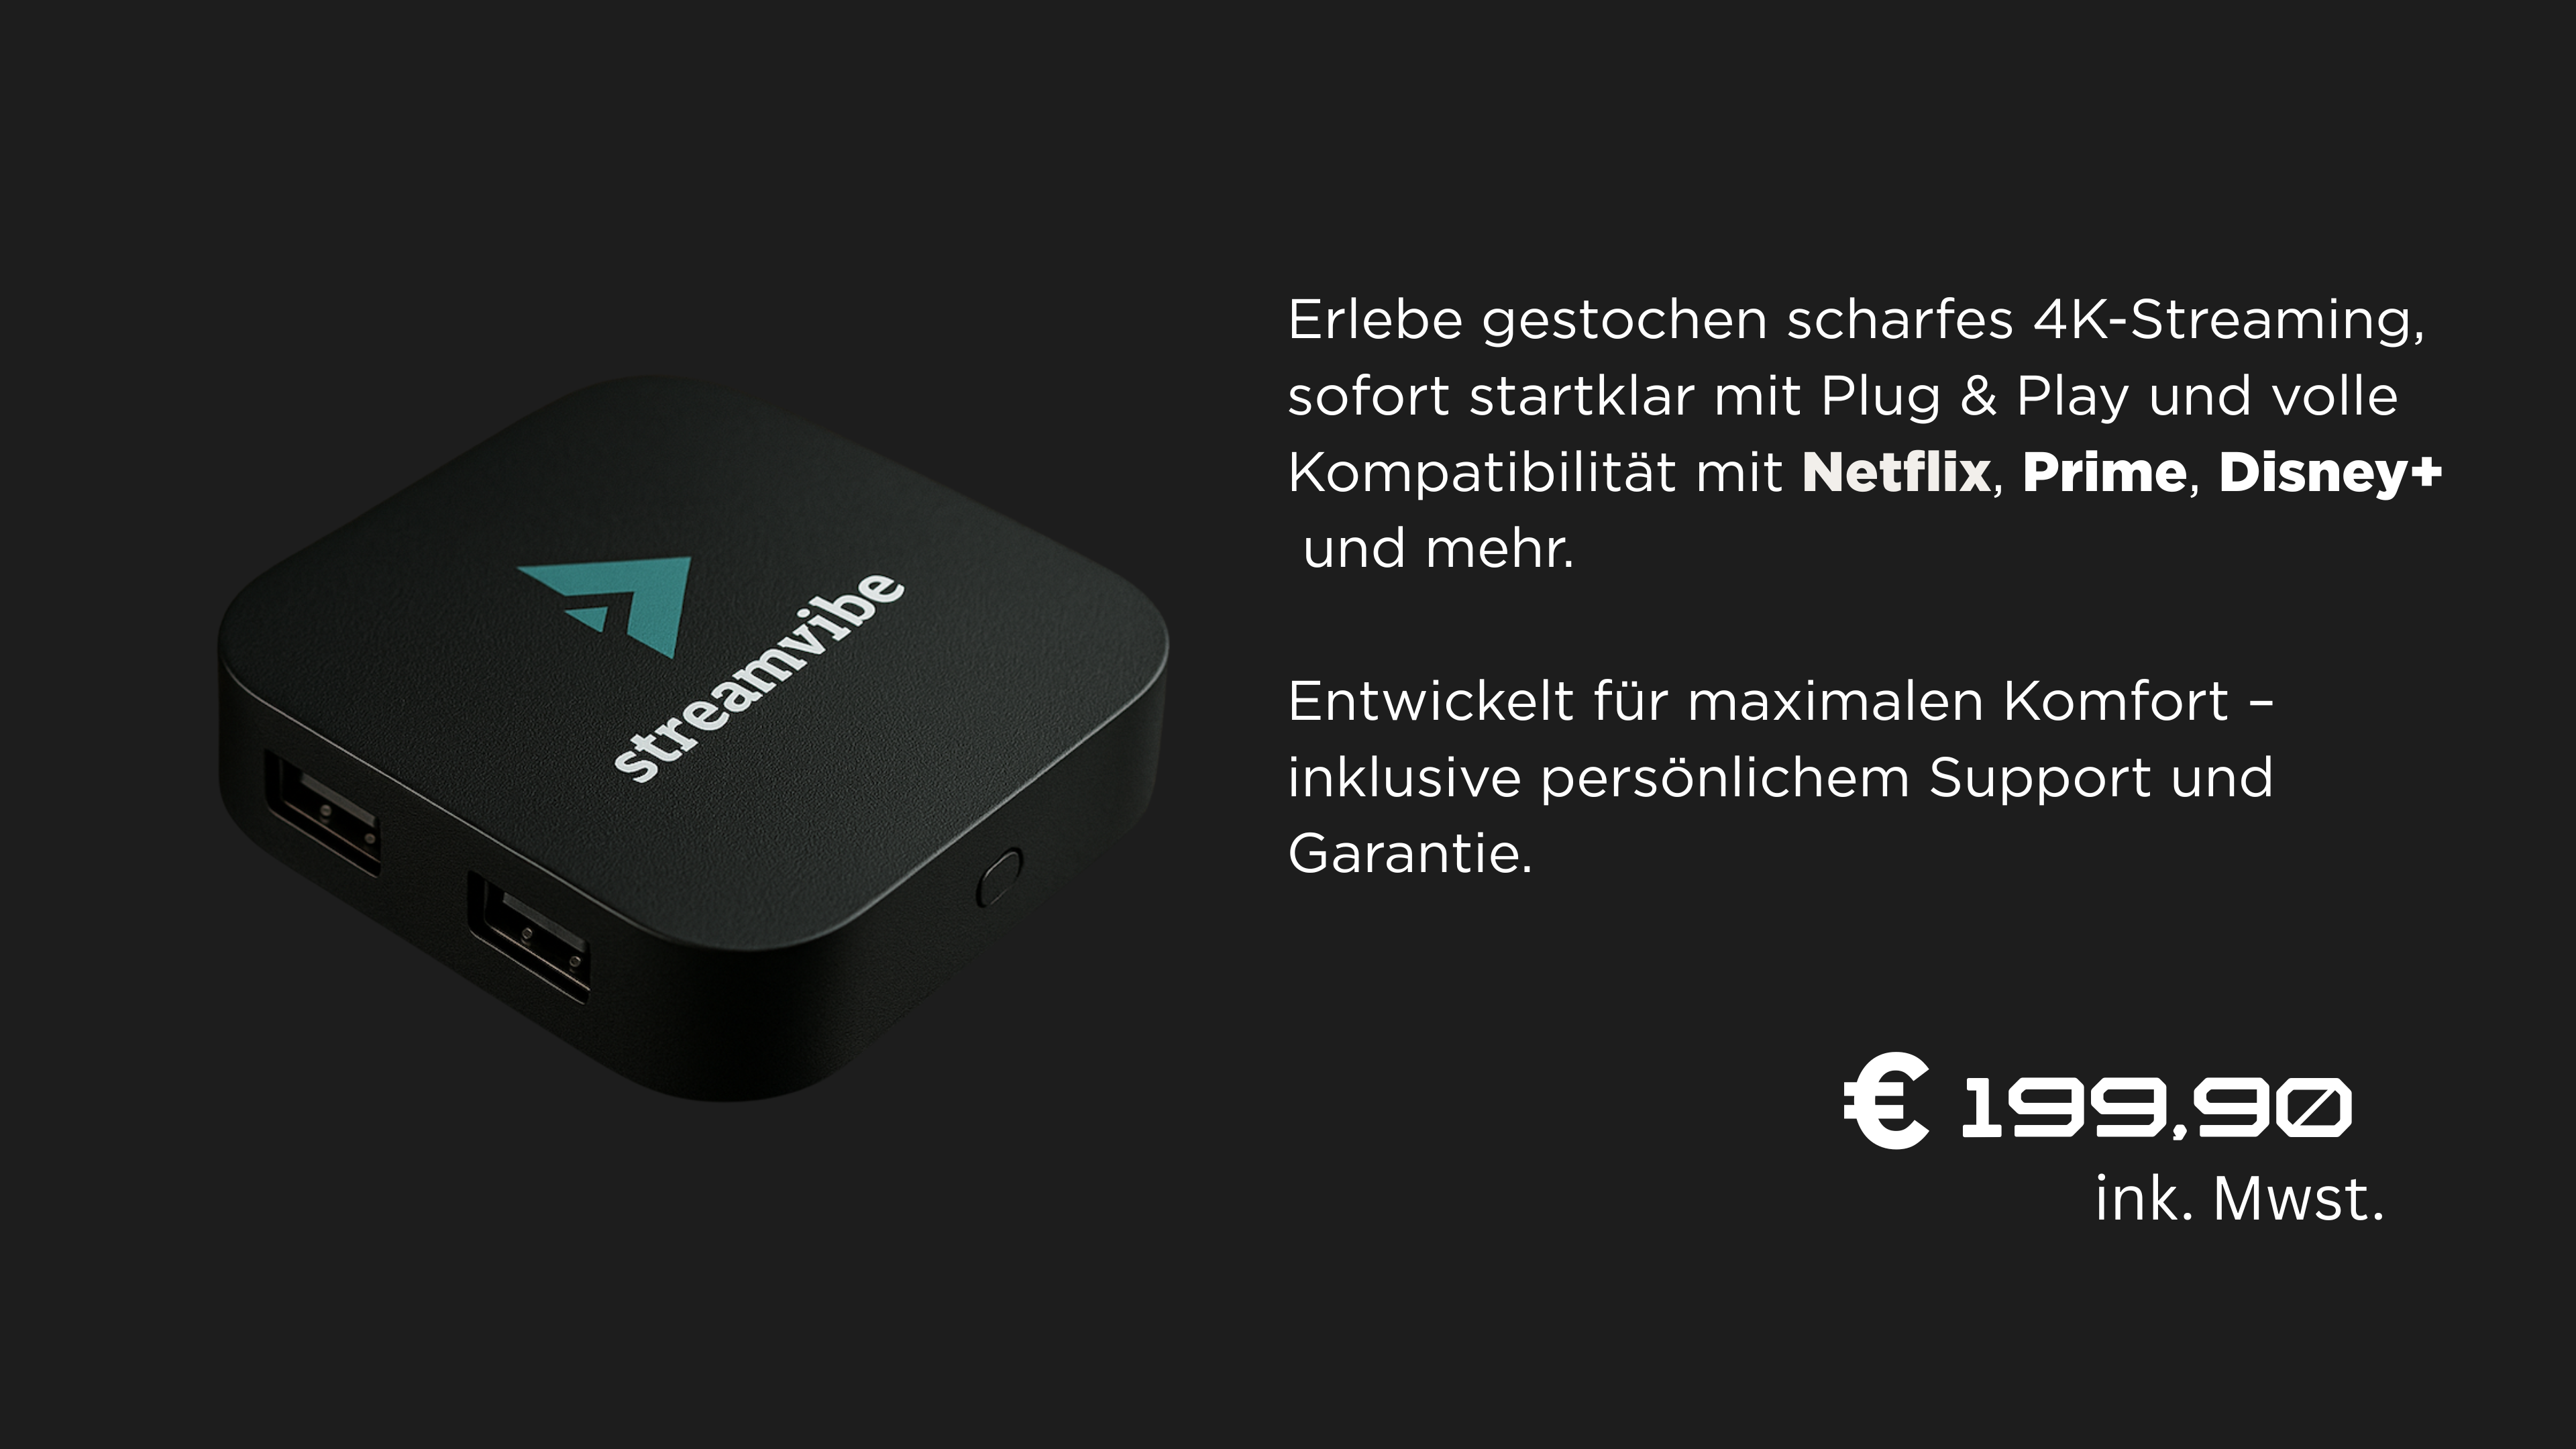 streamvibe
Erlebe gestochen scharfes 4K-Streaming,
sofort startklar mit Plug & Play und volle
Kompatibilität mit Netflix, Prime, Disney+
und mehr.
Entwickelt für maximalen Komfort –
inklusive persönlichem Support und
Garantie.
€ 199,90
ink. Mwst.